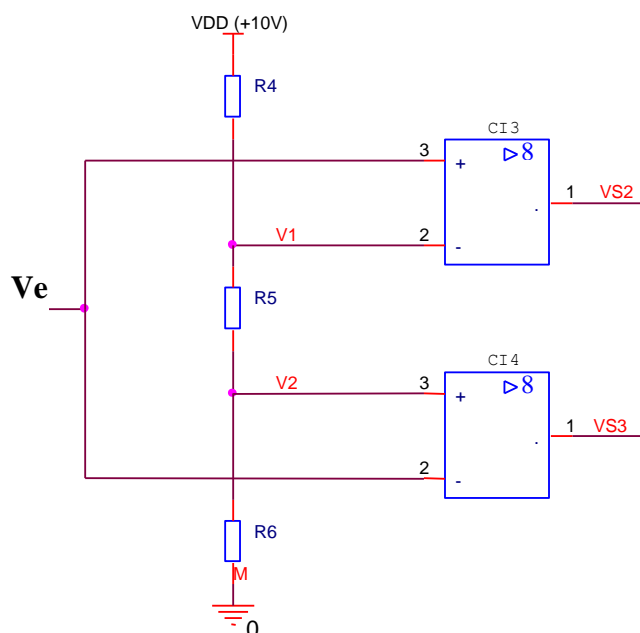 VDD (+10V)
R4
CI3
3
+
▷8
1
VS2
V1
2
-
Ve
R5
CI4
V2
3
+
▷8
1
VS3
2
-
R6
M
0